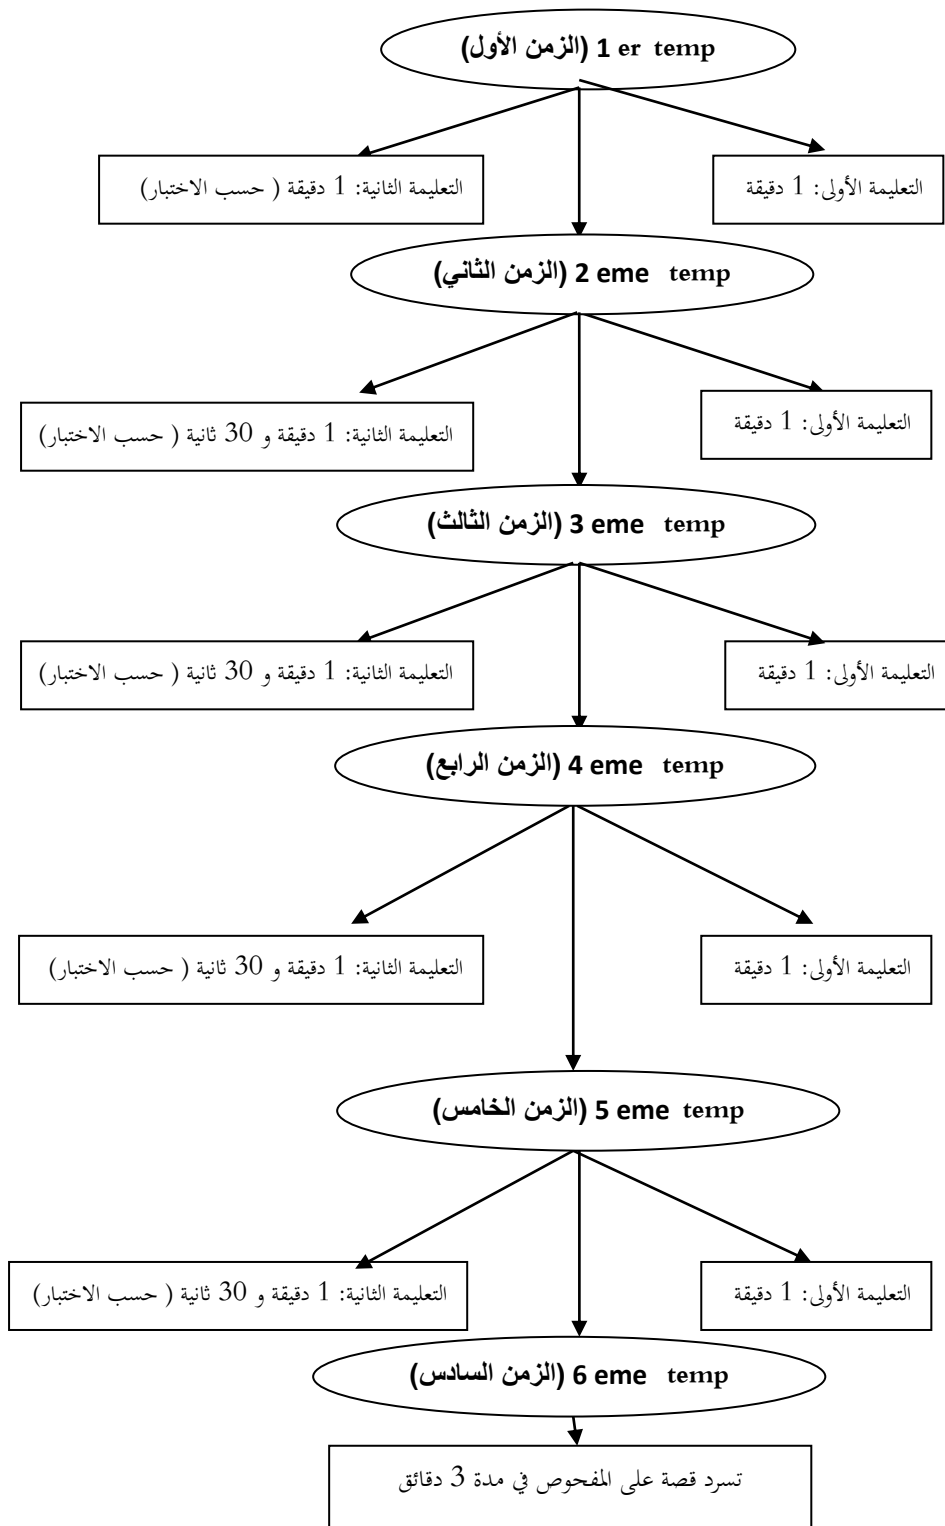 1 er temp (الزمن الأول)
التعليمة الأولى: 1 دقيقة
التعليمة الثانية: 1 دقيقة ( حسب الاختبار)
2 eme temp (الزمن الثاني)
التعليمة الأولى: 1 دقيقة
التعليمة الثانية: 1 دقيقة و 30 ثانية ( حسب الاختبار)
3 eme temp (الزمن الثالث)
التعليمة الأولى: 1 دقيقة
التعليمة الثانية: 1 دقيقة و 30 ثانية ( حسب الاختبار)
4 eme temp (الزمن الرابع)
التعليمة الأولى: 1 دقيقة
التعليمة الثانية: 1 دقيقة و 30 ثانية ( حسب الاختبار)
5 eme temp (الزمن الخامس)
التعليمة الأولى: 1 دقيقة
التعليمة الثانية: 1 دقيقة و 30 ثانية ( حسب الاختبار)
6 eme temp (الزمن السادس)
تسرد قصة على المفحوص في مدة 3 دقائق